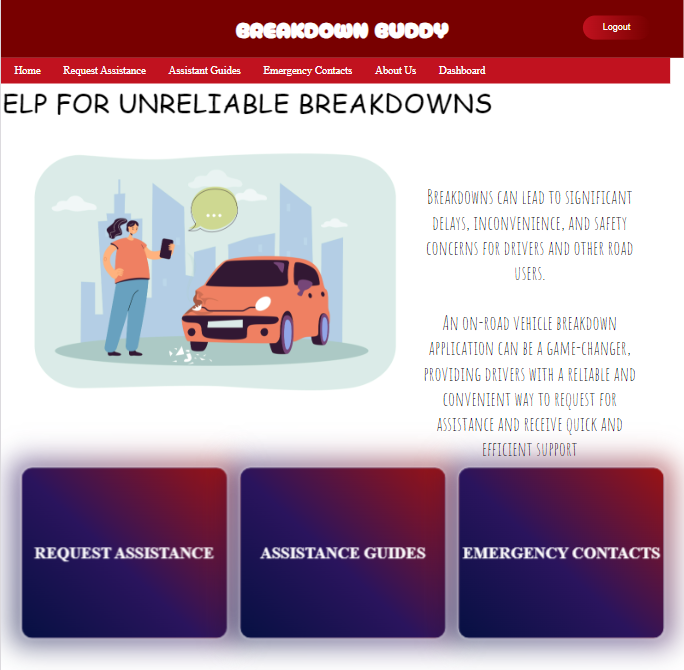 BREAKDOWN BUDDY
Logout
Home Request Assistance Assistant Guides Emergency Contacts About Us Dashboard
ELP FOR UNRELIABLE BREAKDOWNS
Breakdowns can lead to significant
delays, inconvenience, and safety
concerns for drivers and other road
users.
An on-road vehicle breakdown
application can be a game-changer,
providing drivers with a reliable and
convenient way to request for
assistance and receive quick and
efficient support
REQUEST ASSISTANCE
ASSISTANCE GUIDES
EMERGENCY CONTACTS